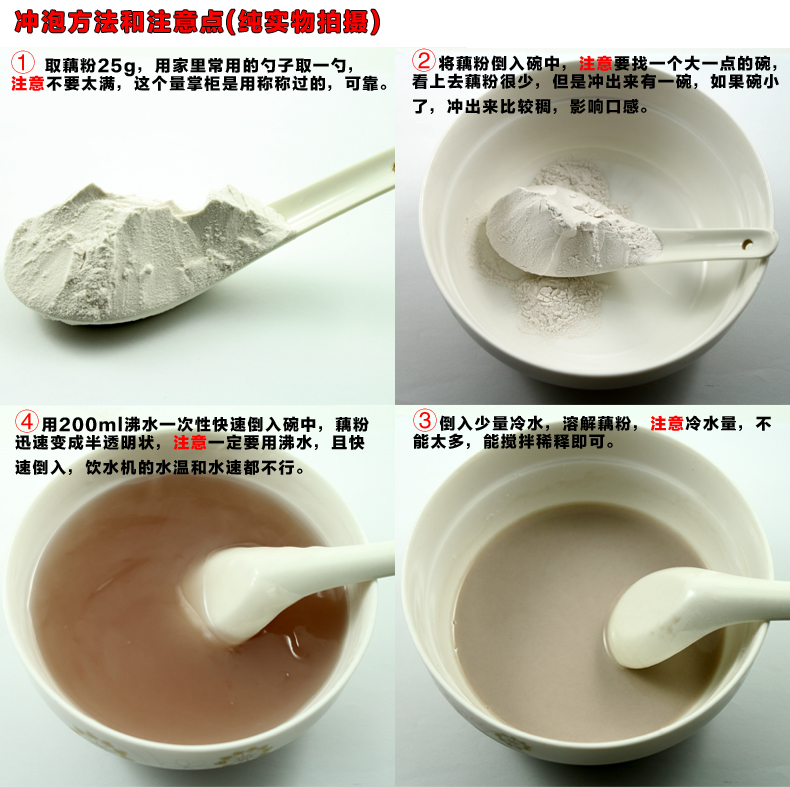 冲泡方法和注意点(纯实物拍摄)
① 取藕粉25g，用家里常用的勺子取一勺，
注意不要太满，这个量掌柜是用称称过的，可靠。
②将藕粉倒入碗中，注意要找一个大一点的碗，
看上去藕粉很少，但是冲出来有一碗，如果碗小
了，冲出来比较稠，影响口感。
③倒入少量冷水，溶解藕粉，注意冷水量，不
能太多，能搅拌稀释即可。
④用200ml沸水一次性快速倒入碗中，藕粉
迅速变成半透明状，注意一定要用沸水，且快
速倒入，饮水机的水温和水速都不行。